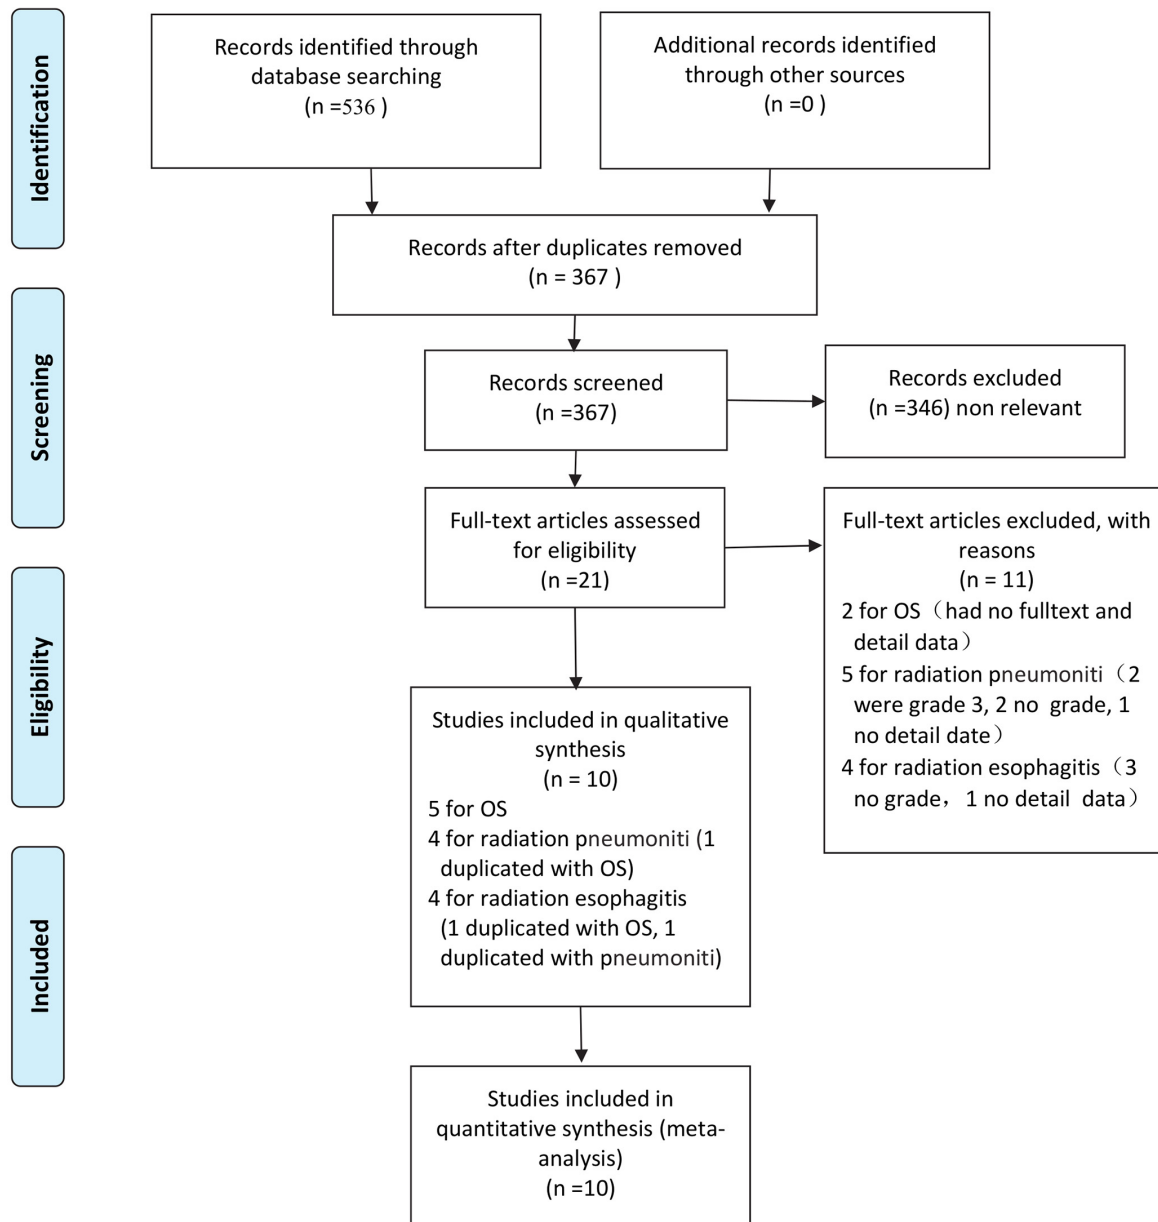 Identification
Records identified through
database searching
(n =536 )
Additional records identified
through other sources
(n =0 )
Records after duplicates removed
(n = 367 )
Screening
Records screened
(n =367)
Records excluded
(n =346) non relevant
Full-text articles assessed
for eligibility
(n =21)
Full-text articles excluded, with
reasons
(n = 11)
2 for OS（had no fulltext and
detail data）
5 for radiation pneumoniti（2
were grade 3, 2 no  grade, 1
no detail date）
4 for radiation esophagitis（3
no grade，1 no detail  data）
Eligibility
Studies included in qualitative
synthesis
(n = 10)
5 for OS
4 for radiation pneumoniti (1
duplicated with OS)
4 for radiation esophagitis
(1 duplicated with OS, 1
duplicated with pneumoniti)
Included
Studies included in
quantitative synthesis (meta-
analysis)
(n =10)